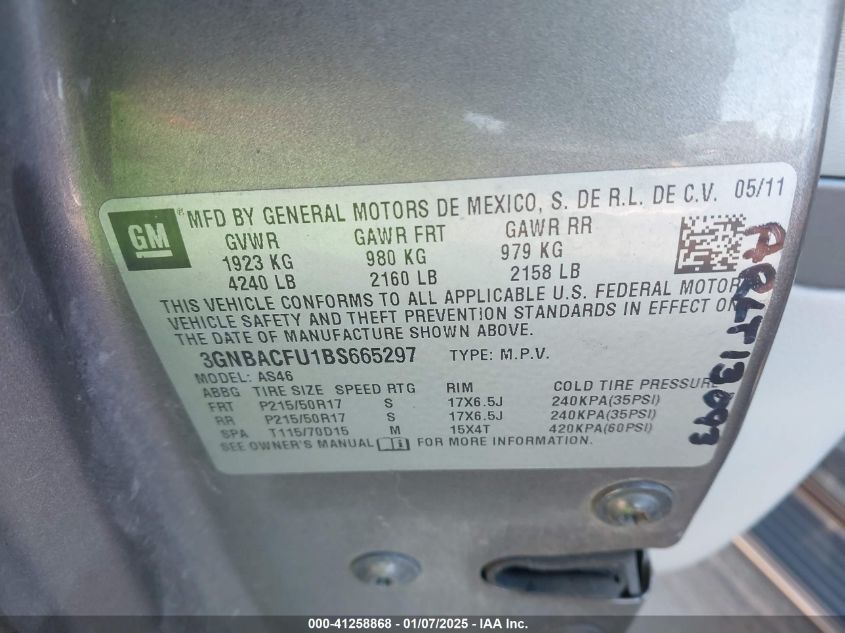 GM
® MFD BY GENERAL MOTORS DE MEXICO, S. DE R.L. DE C.V. 05/11
GVWR GAWR FRT GAWR RR
1923 KG 980 KG 979 KG
4240 LB 2160 LB 2158 LB
THIS VEHICLE CONFORMS TO ALL APPLICABLE U.S. FEDERAL MOTOR
VEHICLE SAFETY AND THEFT PREVENTION STANDARDS IN EFFECT ON
THE DATE OF MANUFACTURE SHOWN ABOVE.
3GNBACFU1BS665297 TYPE: M.P.V.
MODEL: AS46
ABBG TIRE SIZE SPEED RTG RIM COLD TIRE PRESSURE
FRT P215/50R17 S 17X6.5J 240KPA(35PSI)
RR P215/50R17 S 17X6.5J 240KPA(35PSI)
SPA T115/70D15 M 15X4T 420KPA(60PSI)
SEE OWNER'S MANUAL FOR MORE INFORMATION.
000-41258868 - 01/07/2025 - IAA Inc.